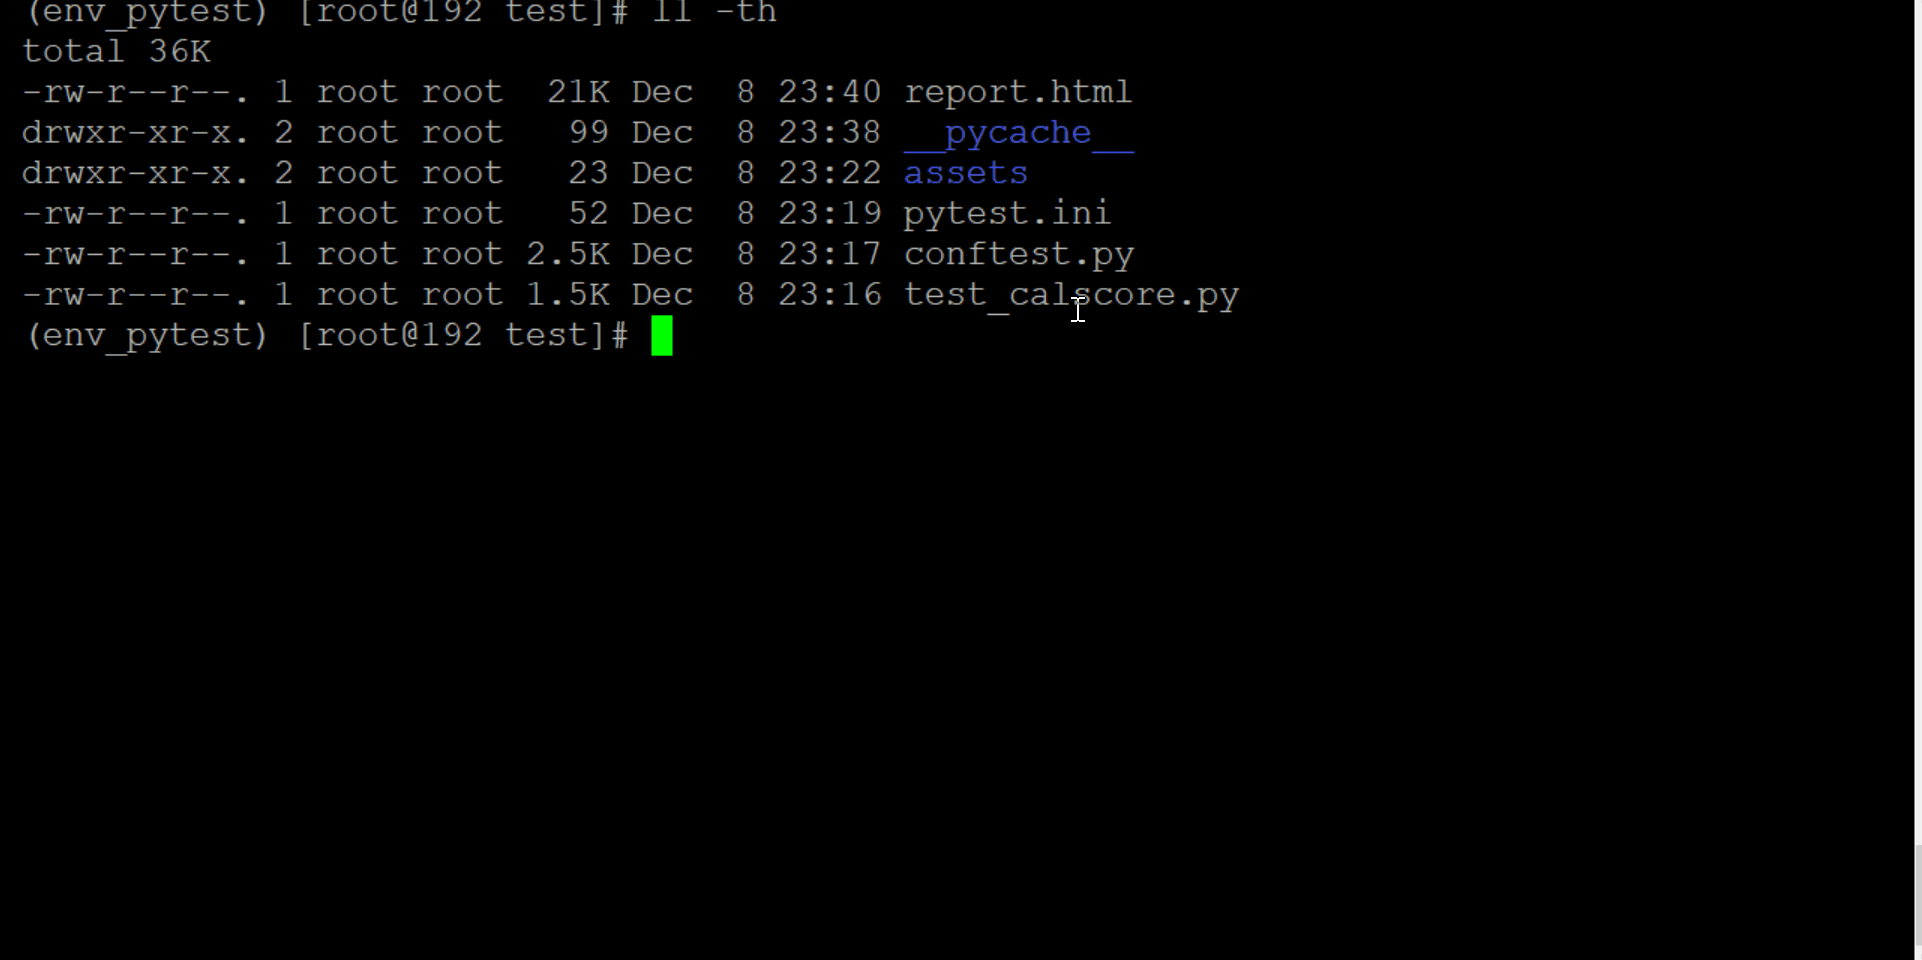 (env_pytest) [root@192 test]# ll -th
total 36K
-rw-r--r--. 1 root root  21K Dec  8 23:40 report.html
drwxr-xr-x. 2 root root   99 Dec  8 23:38 __pycache__
drwxr-xr-x. 2 root root   23 Dec  8 23:22 assets
-rw-r--r--. 1 root root   52 Dec  8 23:19 pytest.ini
-rw-r--r--. 1 root root 2.5K Dec  8 23:17 conftest.py
-rw-r--r--. 1 root root 1.5K Dec  8 23:16 test_calscore.py
(env_pytest) [root@192 test]#